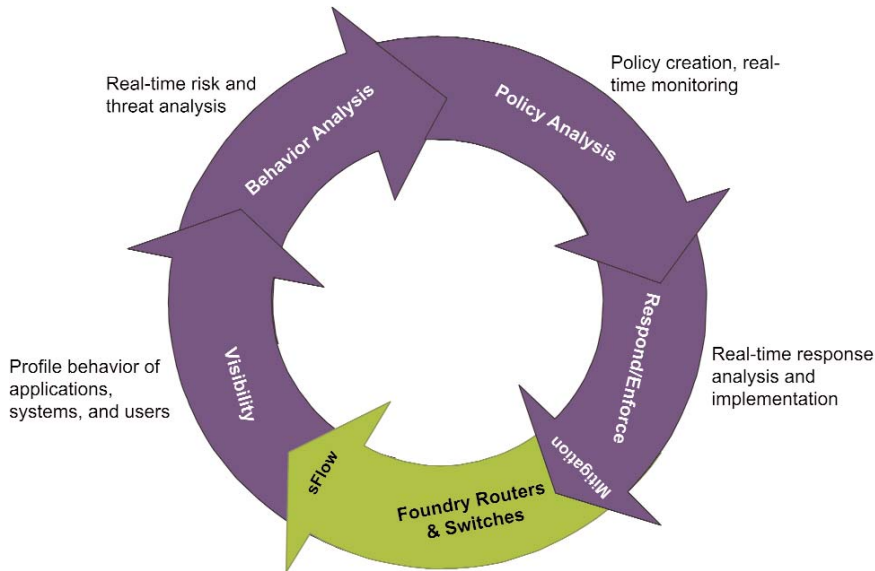 Real-time risk and
threat analysis
Behavior Analysis
Policy Analysis
Policy creation, real-
time monitoring
Respond/Enforce
Mitigation
Real-time response
analysis and
implementation
Foundry Routers
& Switches
sFlow
Visibility
Profile behavior of
applications,
systems, and users